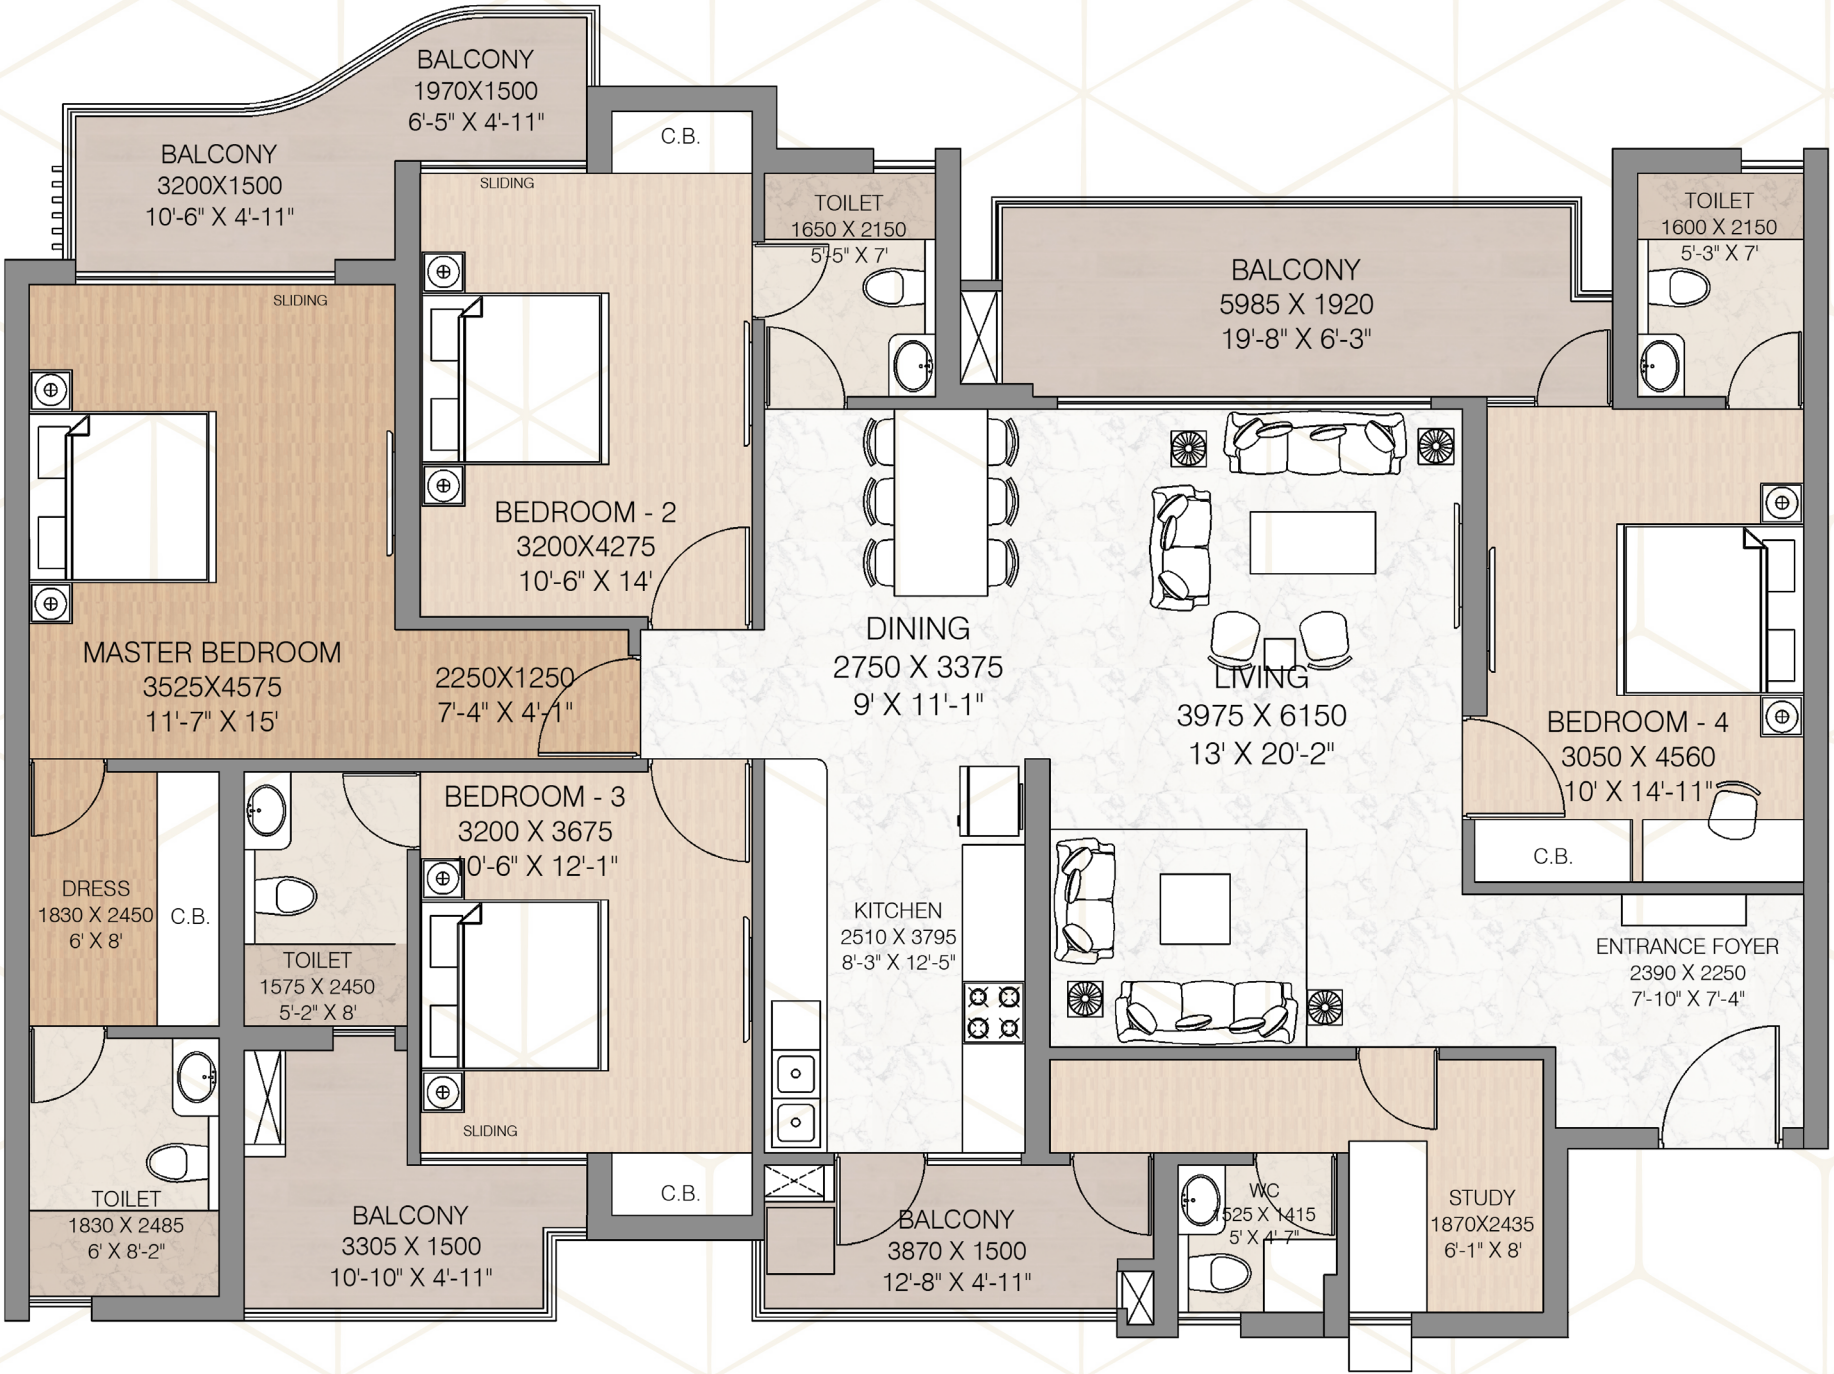 BALCONY
1970X1500
6'-5" X 4'-11"
BALCONY
3200X1500
10'-6" X 4'-11"
C.B.
SLIDING
TOILET
1650 X 2150
5'-5" X 7'
TOILET
1600 X 2150
5'-3" X 7'
BALCONY
5985 X 1920
19'-8" X 6'-3"
SLIDING
BEDROOM - 2
3200X4275
10'-6" X 14'
MASTER BEDROOM
3525X4575
11'-7" X 15'
2250X1250
7'-4" X 4'-1"
DINING
2750 X 3375
9' X 11'-1"
LIVING
3975 X 6150
13' X 20'-2"
BEDROOM - 4
3050 X 4560
10' X 14'-11"
C.B.
BEDROOM - 3
3200 X 3675
10'-6" X 12'-1"
DRESS
1830 X 2450
6' X 8'
C.B.
KITCHEN
2510 X 3795
8'-3" X 12'-5"
ENTRANCE FOYER
2390 X 2250
7'-10" X 7'-4"
TOILET
1575 X 2450
5'-2" X 8'
SLIDING
TOILET
1830 X 2485
6' X 8'-2"
C.B.
BALCONY
3305 X 1500
10'-10" X 4'-11"
BALCONY
3870 X 1500
12'-8" X 4'-11"
WC
1525 X 1415
5' X 4'-7"
STUDY
1870X2435
6'-1" X 8'